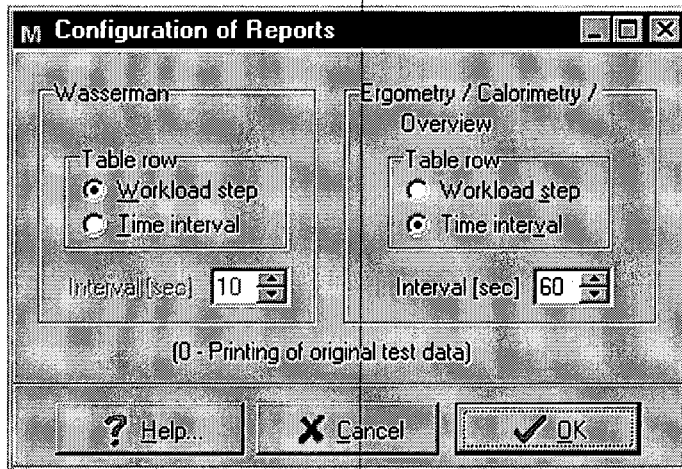 M Configuration of Reports
Wasserman
Table row
Workload step
Time interval
Interval [sec] 10
Ergometry / Calorimetry /
Overview
Table row
Workload step
Time interval
Interval [sec] 60
(0 - Printing of original test data)
? Help... Cancel OK